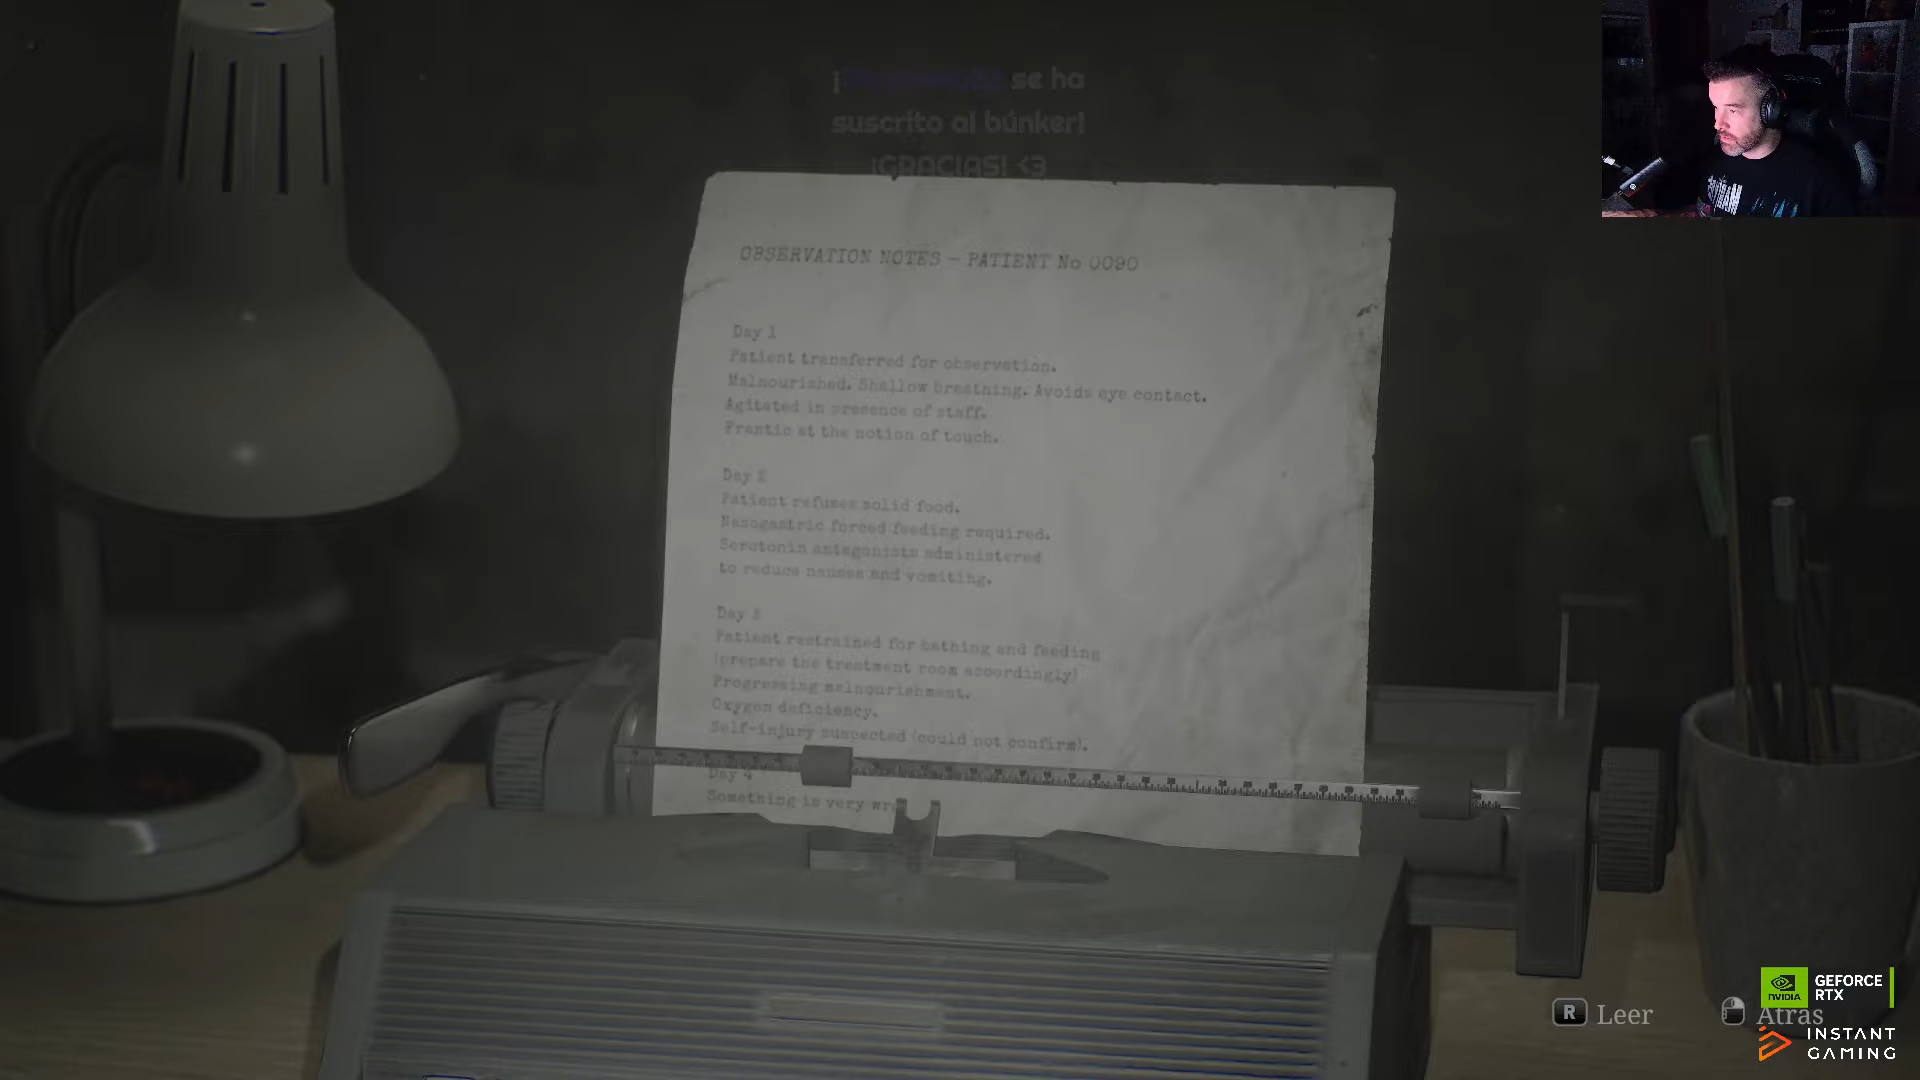 se ha
suscrito al búnker!
¡GRACIAS! <3
OBSERVATION NOTES - PATIENT No 0090
Day 1
Patient transferred for observation.
Malnourished. Shallow breathing. Avoids eye contact.
Agitated in presence of staff.
Frantic at the notion of touch.
Day 2
Patient refuses solid food.
Nasogastric forced feeding required.
Serotonin antagonists administered
to reduce nausea and vomiting.
Day 3
Patient restrained for bathing and feeding
(prepare the treatment room accordingly)
Progressing malnourishment.
Oxygen deficiency.
Self-injury suspected (could not confirm).
Day 4
Something is very
R Leer
Atras
NVIDIA
GEFORCE
RTX
INSTANT
GAMING